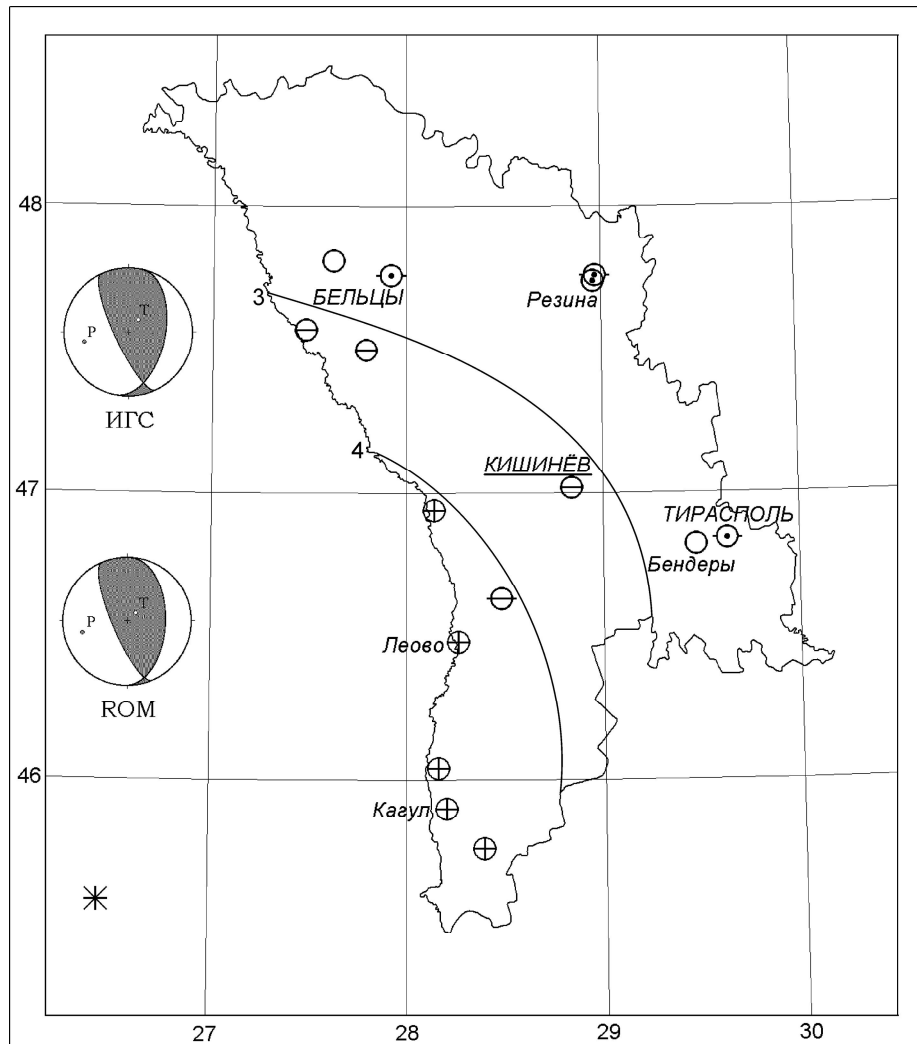 48
БЕЛЬЦЫ
Резина
3
P
T
ИГС
4
КИШИНЁВ
47
ТИРАСПОЛЬ
Бендеры
P
T
Леово
ROM
46
Кагул
27
28
29
30